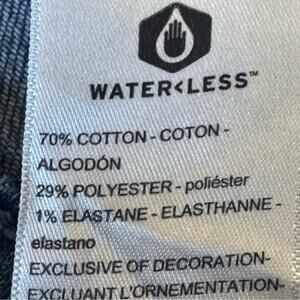 WATER<LESS™
70% COTTON - COTON -
ALGODÓN
29% POLYESTER - poliéster
1% ELASTANE - ELASTHANNE -
elastano
EXCLUSIVE OF DECORATION-
EXCLUANT L'ORNEMENTATION-